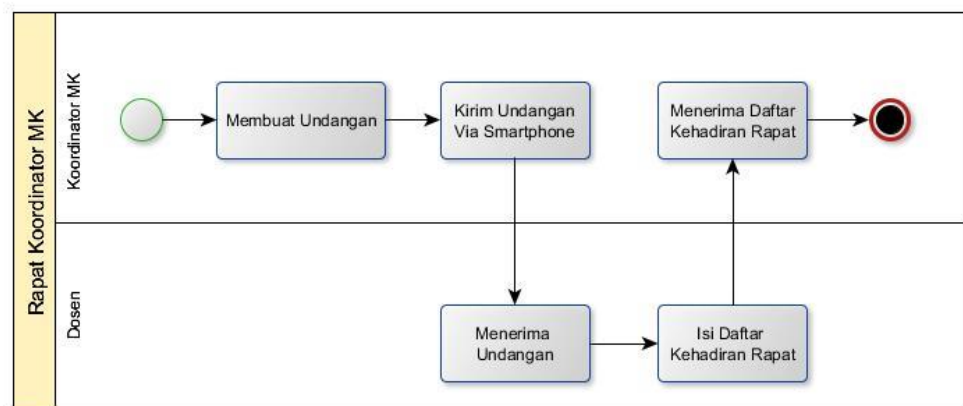 Rapat Koordinator MK
Koordinator MK
Membuat Undangan
Kirim Undangan
Via Smartphone
Menerima Daftar
Kehadiran Rapat
Dosen
Menerima
Undangan
Isi Daftar
Kehadiran Rapat